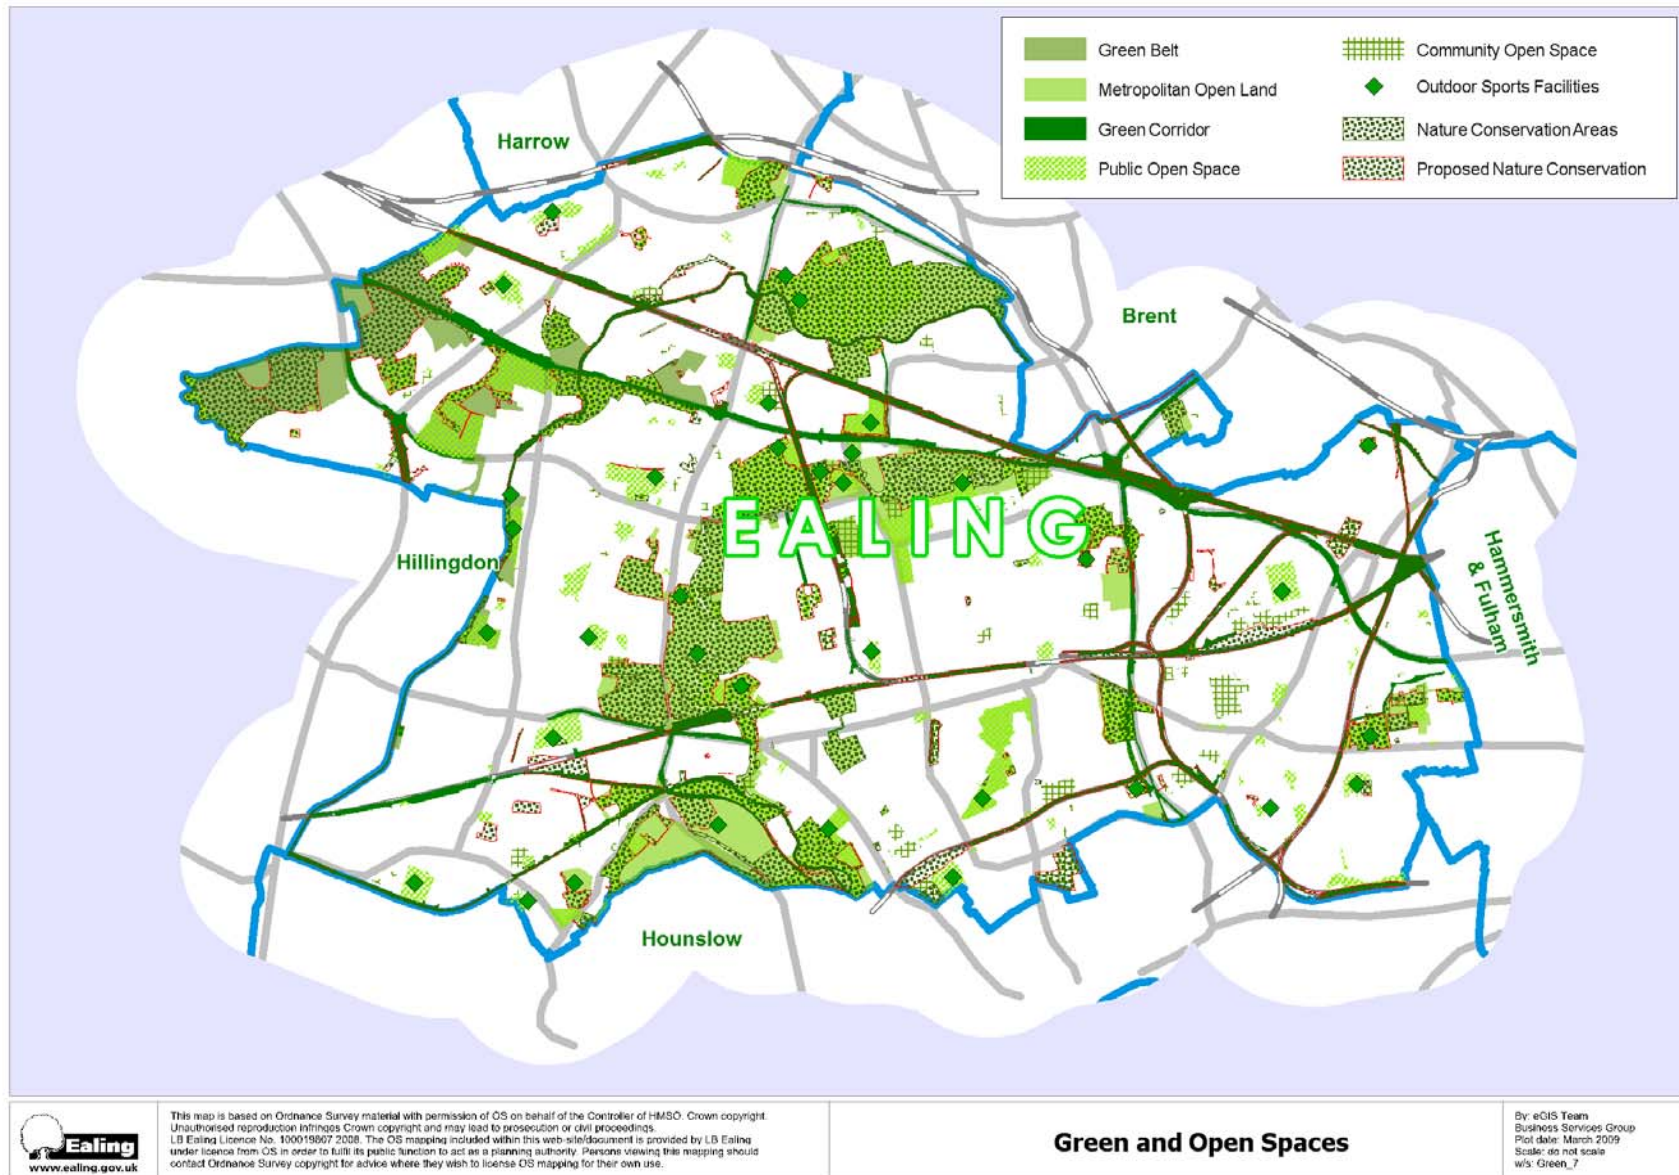 Green Belt
Metropolitan Open Land
Green Corridor
Public Open Space
Community Open Space
Outdoor Sports Facilities
Nature Conservation Areas
Proposed Nature Conservation
Harrow
Brent
EALING
Hillingdon
Hammersmith
& Fulham
Hounslow
Ealing
www.ealing.gov.uk
This map is based on Ordnance Survey material with permission of OS on behalf of the Controller of HMSO. Crown copyright.
Unauthorised reproduction infringes Crown copyright and may lead to prosecution or civil proceedings.
LB Ealing Licence No. 100019807 2008. The OS mapping included within this web-site/document is provided by LB Ealing
under licence from OS in order to fulfil its public function to act as a planning authority. Persons viewing this mapping should
contact Ordnance Survey copyright for advice where they wish to license OS mapping for their own use.
Green and Open Spaces
By: eGIS Team
Business Services Group
Plot date: March 2009
Scale: do not scale
w/s: Green_7